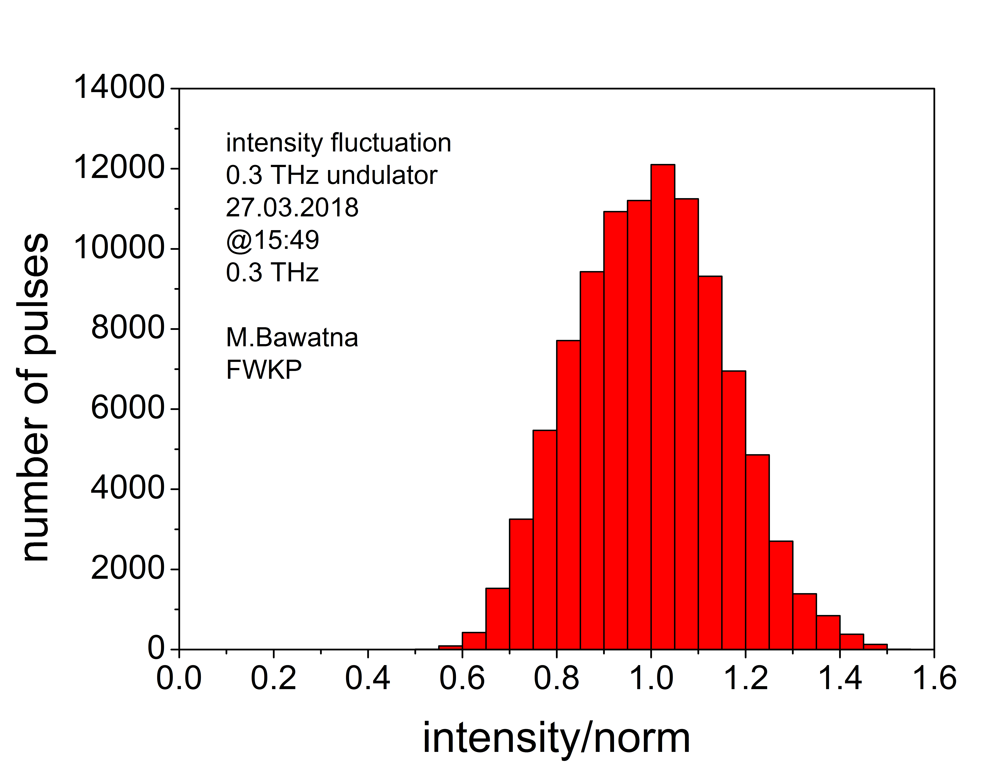 14000
12000
10000
8000
6000
4000
2000
0
number of pulses
intensity fluctuation
0.3 THz undulator
27.03.2018
@15:49
0.3 THz
M.Bawatna
FWKP
0.0 0.2 0.4 0.6 0.8 1.0 1.2 1.4 1.6
intensity/norm